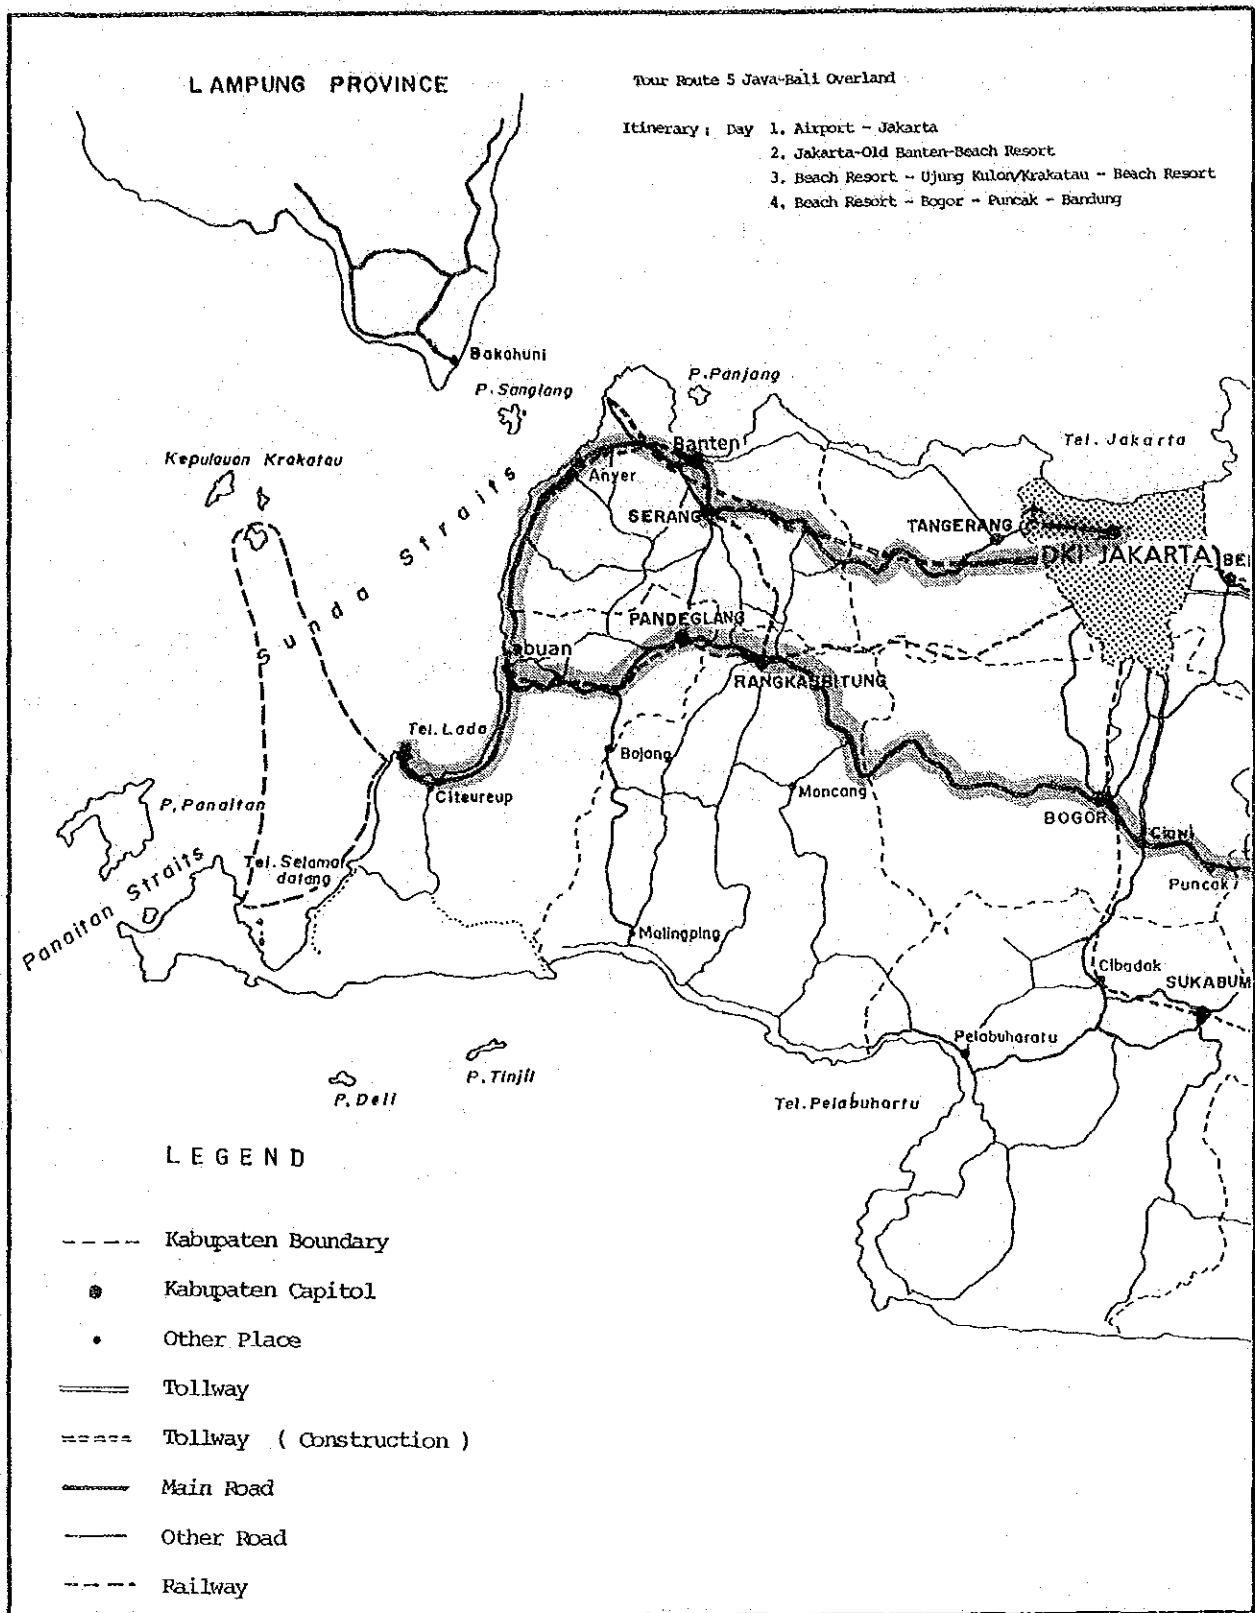 LAMPUNG PROVINCE
Tour Route 5 Java-Bali Overland
Itinerary: Day 1. Airport - Jakarta
2. Jakarta-Old Banten-Beach Resort
3. Beach Resort - Ujung Kulon/Krakatau - Beach Resort
4. Beach Resort - Bogor - Puncak - Bandung
Bakahuni
P. Sangiang
P. Panjang
Tel. Jakarta
Kepulauan Krakatau
Banten
Anyer
Sunda Straits
SERANG
TANGERANG
DKI JAKARTA
BE
PANDEGLANG
Labuan
RANGKASBITUNG
Tel. Lada
Bojong
Citeureup
Moncang
P. Panaitan
BOGOR
Ciawi
Tel. Selamat
datang
Puncak
Panaitan Straits
Malingping
Cibadak
SUKABUM
Pelabuharatu
P. Tinjil
P. Deli
Tel. Pelabuhartu
LEGEND
Kabupaten Boundary
Kabupaten Capitol
Other Place
Tollway
Tollway ( Construction )
Main Road
Other Road
Railway